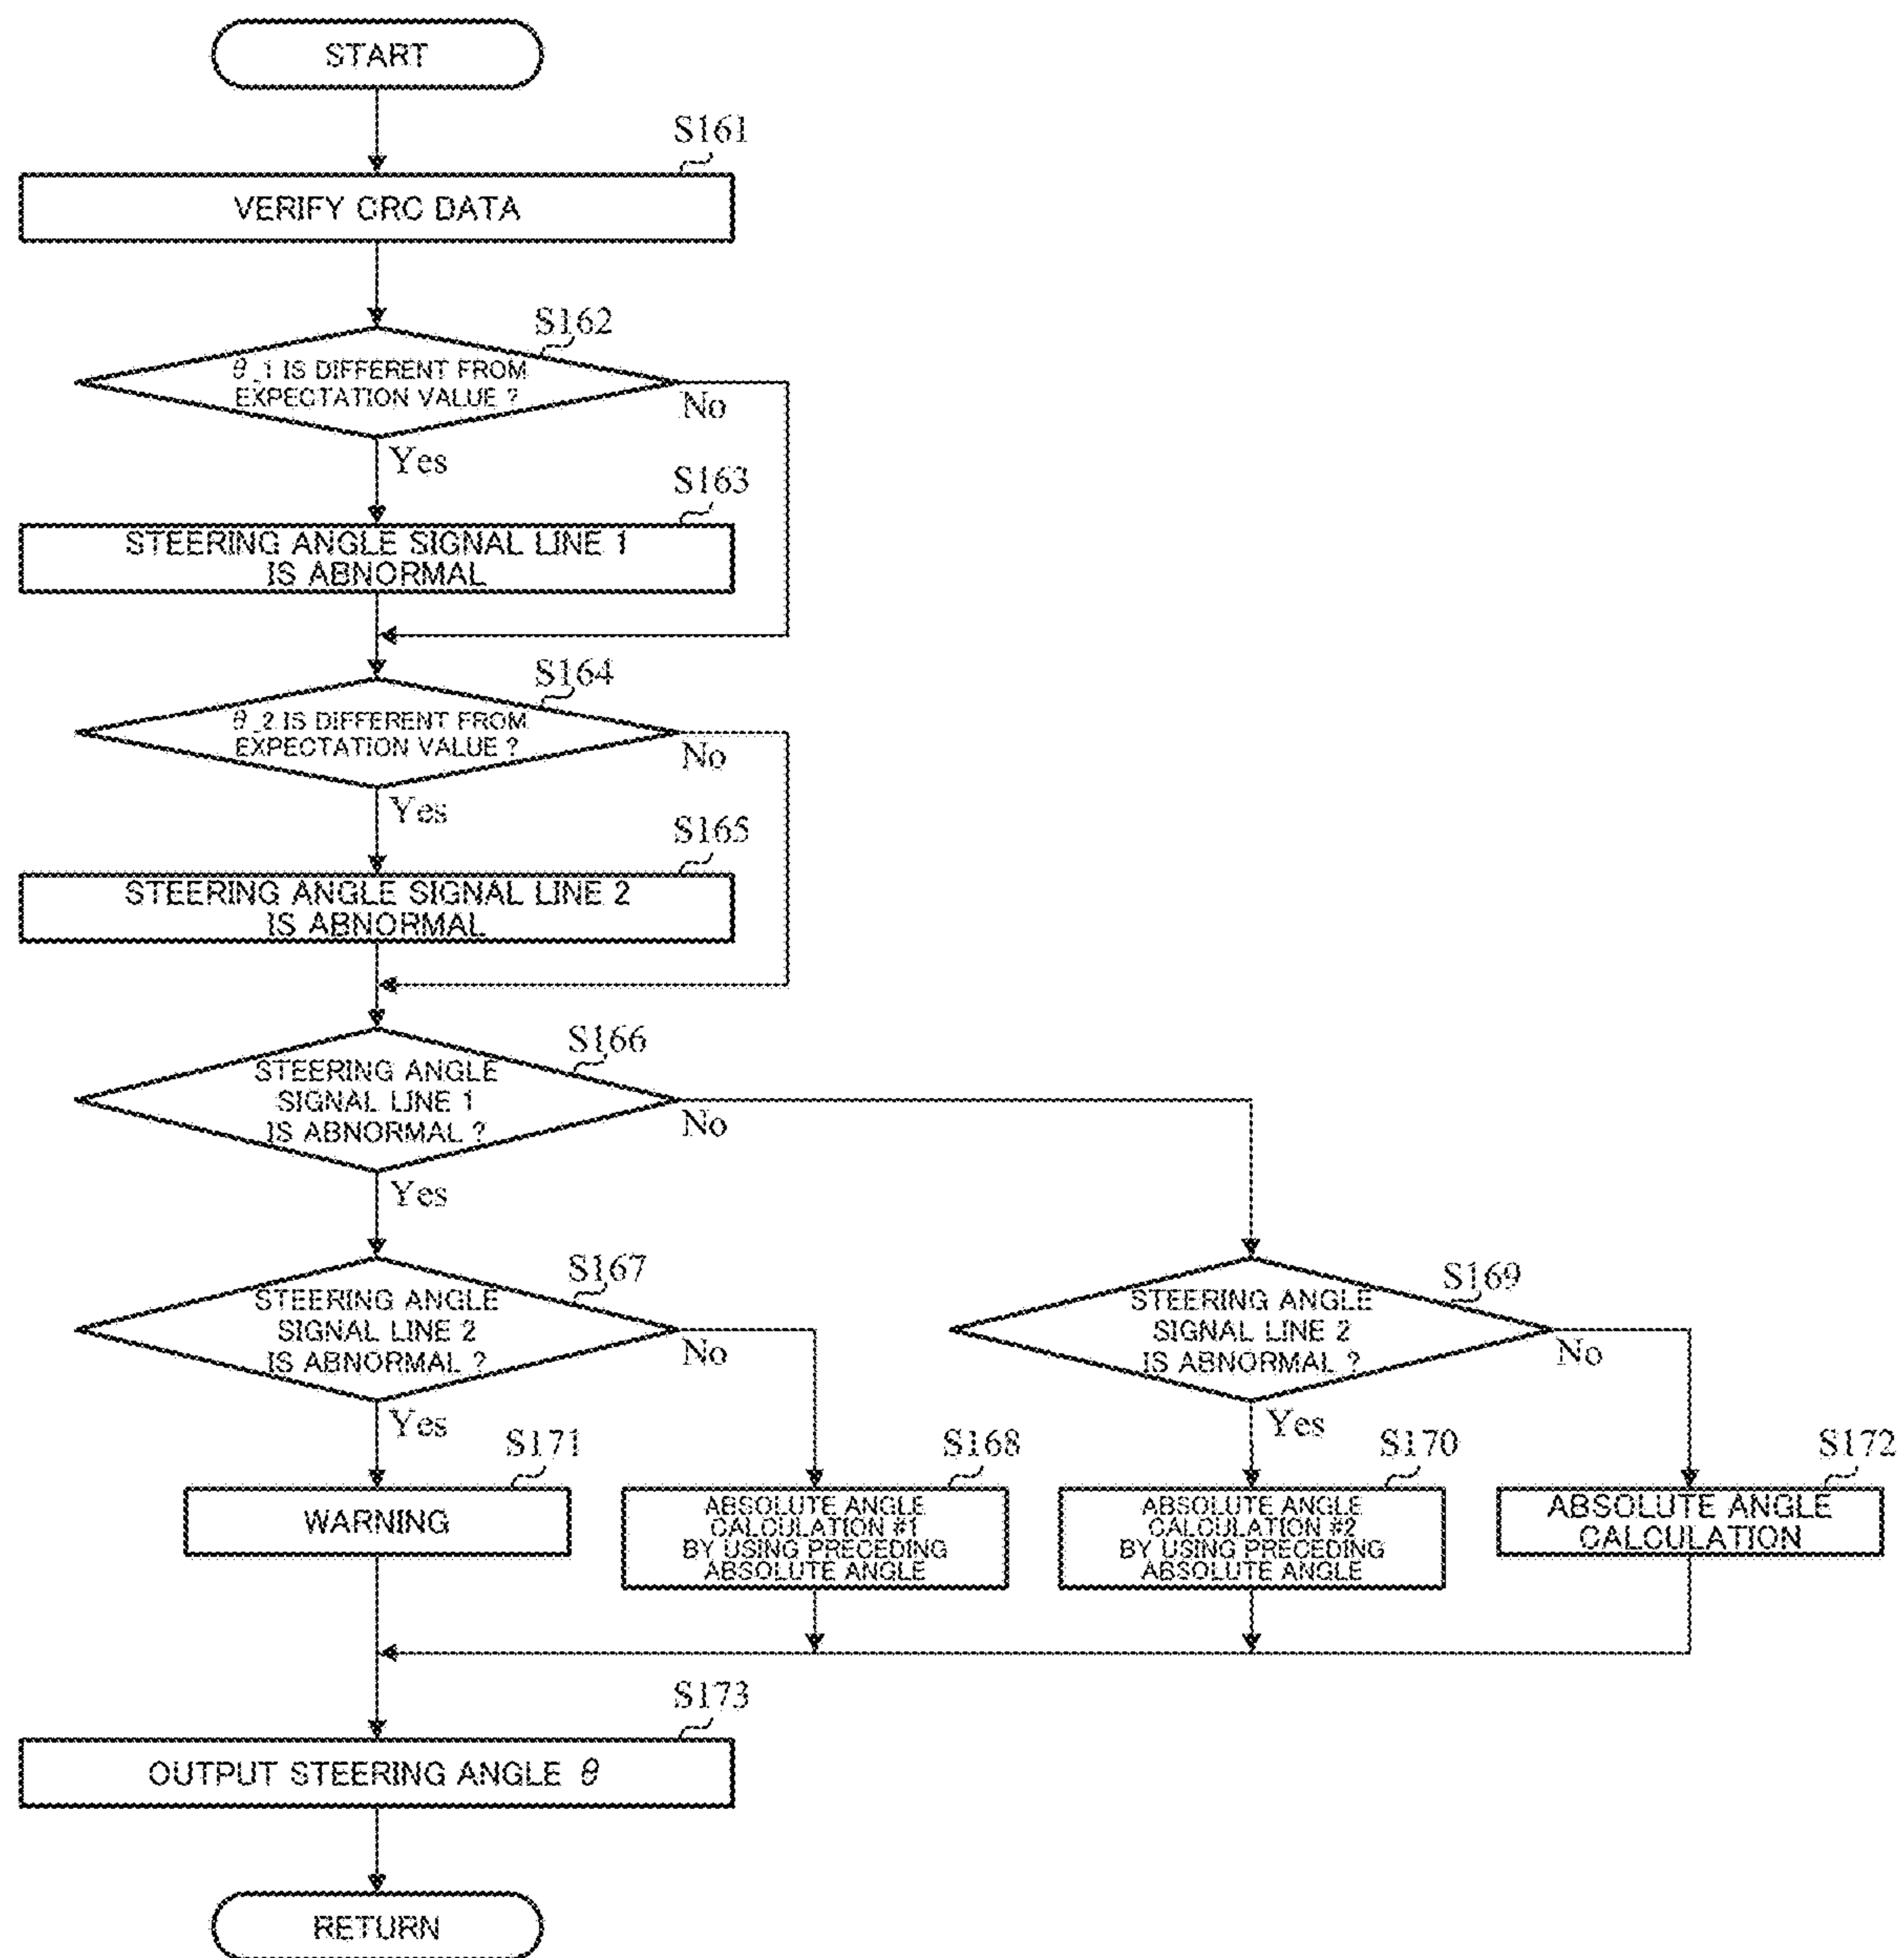 START
S161
VERIFY CRC DATA
S162
θ_1 IS DIFFERENT FROM
EXPECTATION VALUE ?
No
Yes
S163
STEERING ANGLE SIGNAL LINE 1
IS ABNORMAL
S164
θ_2 IS DIFFERENT FROM
EXPECTATION VALUE ?
No
Yes
S165
STEERING ANGLE SIGNAL LINE 2
IS ABNORMAL
S166
STEERING ANGLE
SIGNAL LINE 1
IS ABNORMAL ?
No
Yes
S167
STEERING ANGLE
SIGNAL LINE 2
IS ABNORMAL ?
No
Yes
S169
STEERING ANGLE
SIGNAL LINE 2
IS ABNORMAL ?
No
Yes
S171
WARNING
S168
ABSOLUTE ANGLE
CALCULATION #1
BY USING PRECEDING
ABSOLUTE ANGLE
S170
ABSOLUTE ANGLE
CALCULATION #2
BY USING PRECEDING
ABSOLUTE ANGLE
S172
ABSOLUTE ANGLE
CALCULATION
S173
OUTPUT STEERING ANGLE θ
RETURN